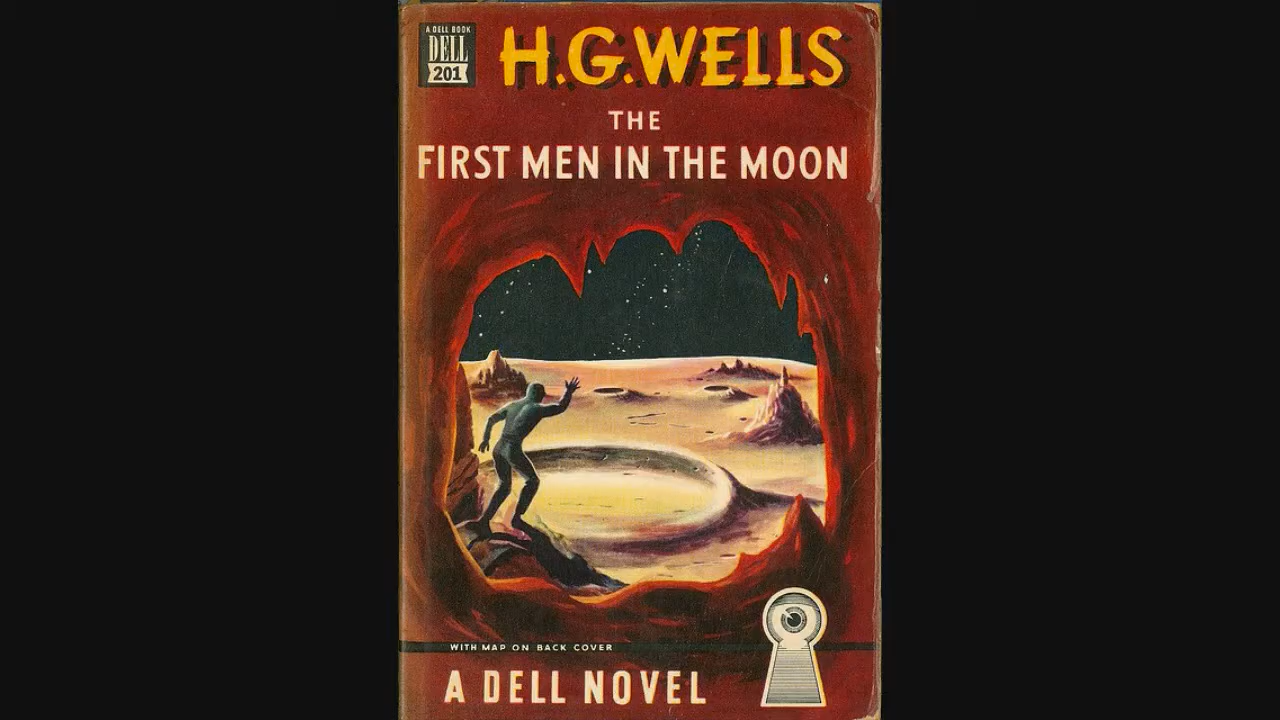 A DELL BOOK
DELL
201
H.G.WELLS
THE
FIRST MEN IN THE MOON
WITH MAP ON BACK COVER
A DELL NOVEL